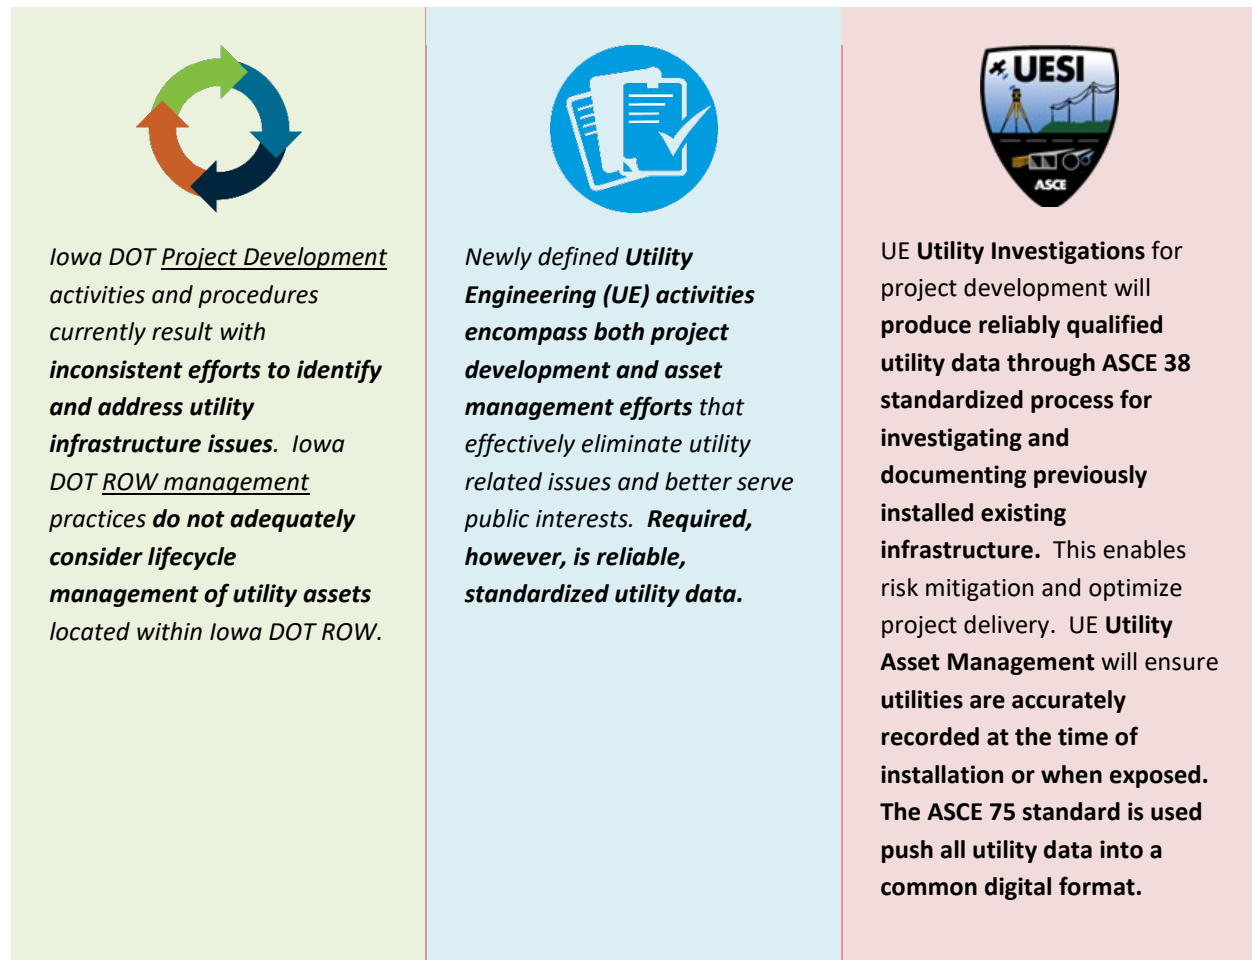 Iowa DOT Project Development
activities and procedures
currently result with
inconsistent efforts to identify
and address utility
infrastructure issues.  Iowa
DOT ROW management
practices do not adequately
consider lifecycle
management of utility assets
located within Iowa DOT ROW.
Newly defined Utility
Engineering (UE) activities
encompass both project
development and asset
management efforts that
effectively eliminate utility
related issues and better serve
public interests.  Required,
however, is reliable,
standardized utility data.
UESI
ASCE
UE Utility Investigations for
project development will
produce reliably qualified
utility data through ASCE 38
standardized process for
investigating and
documenting previously
installed existing
infrastructure.  This enables
risk mitigation and optimize
project delivery.  UE Utility
Asset Management will ensure
utilities are accurately
recorded at the time of
installation or when exposed.
The ASCE 75 standard is used
push all utility data into a
common digital format.